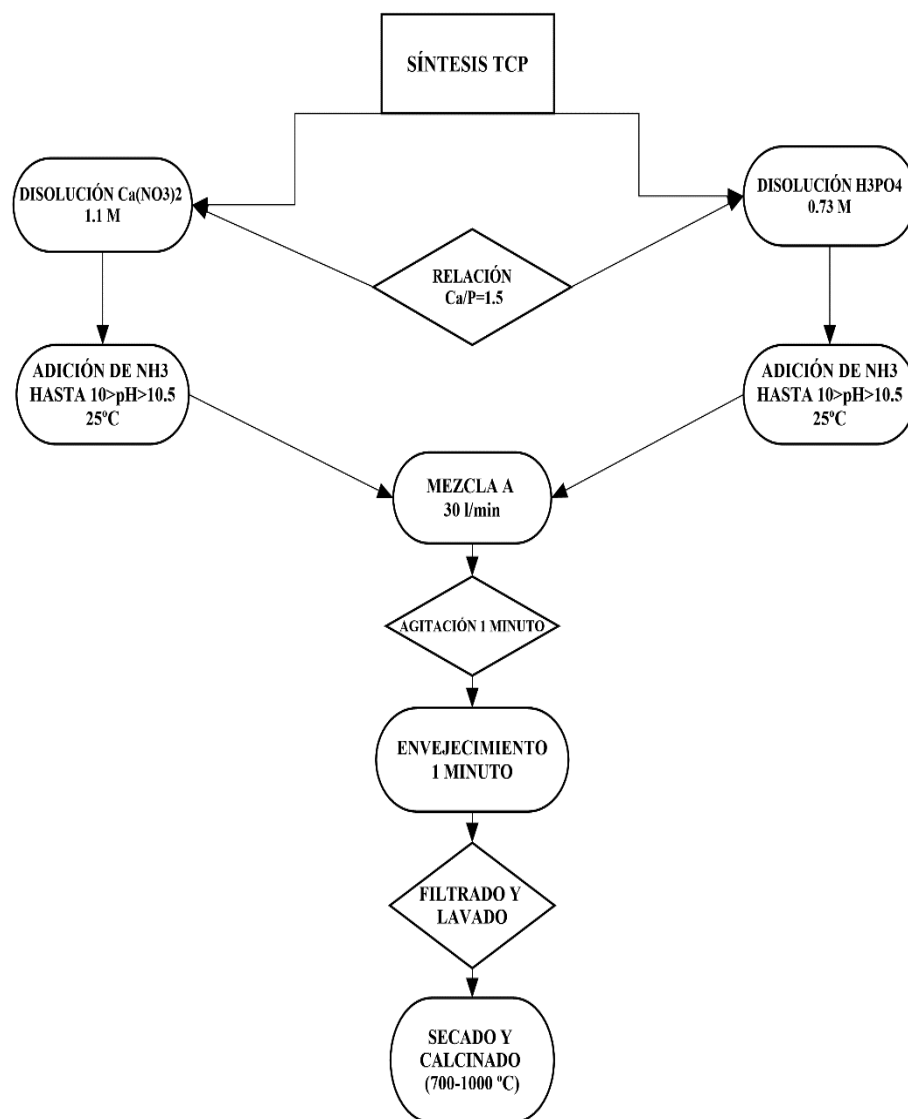 SÍNTESIS TCP
DISOLUCIÓN Ca(NO3)2
1.1 M
DISOLUCIÓN H3PO4
0.73 M
RELACIÓN
Ca/P=1.5
ADICIÓN DE NH3
HASTA 10>pH>10.5
25ºC
ADICIÓN DE NH3
HASTA 10>pH>10.5
25ºC
MEZCLA A
30 l/min
AGITACIÓN 1 MINUTO
ENVEJECIMIENTO
1 MINUTO
FILTRADO Y
LAVADO
SECADO Y
CALCINADO
(700-1000 ºC)